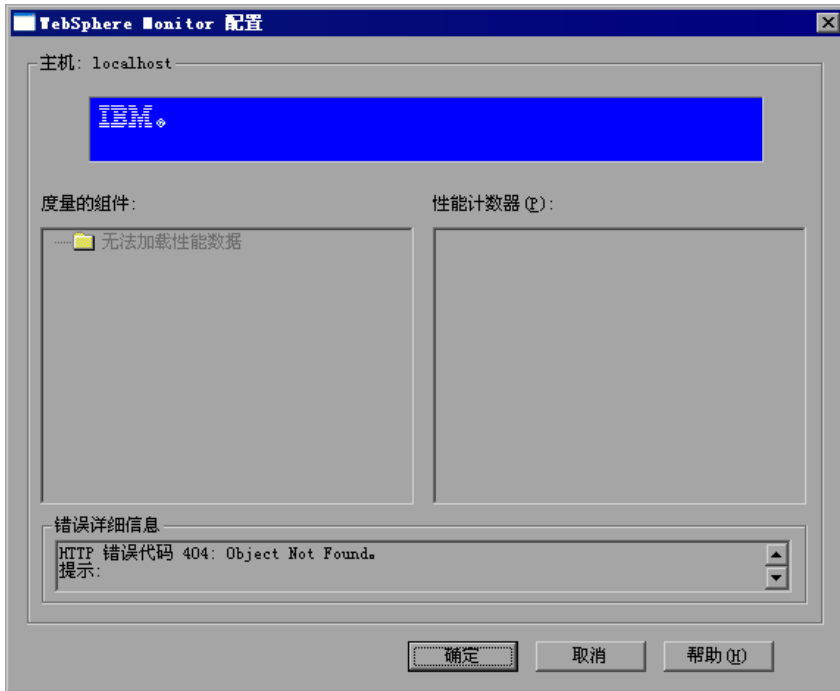 WebSphere Monitor 配置
主机: localhost
IBM®
度量的组件:
性能计数器(P):
无法加载性能数据
错误详细信息
HTTP 错误代码 404: Object Not Found。
提示:
确定
取消
帮助(H)